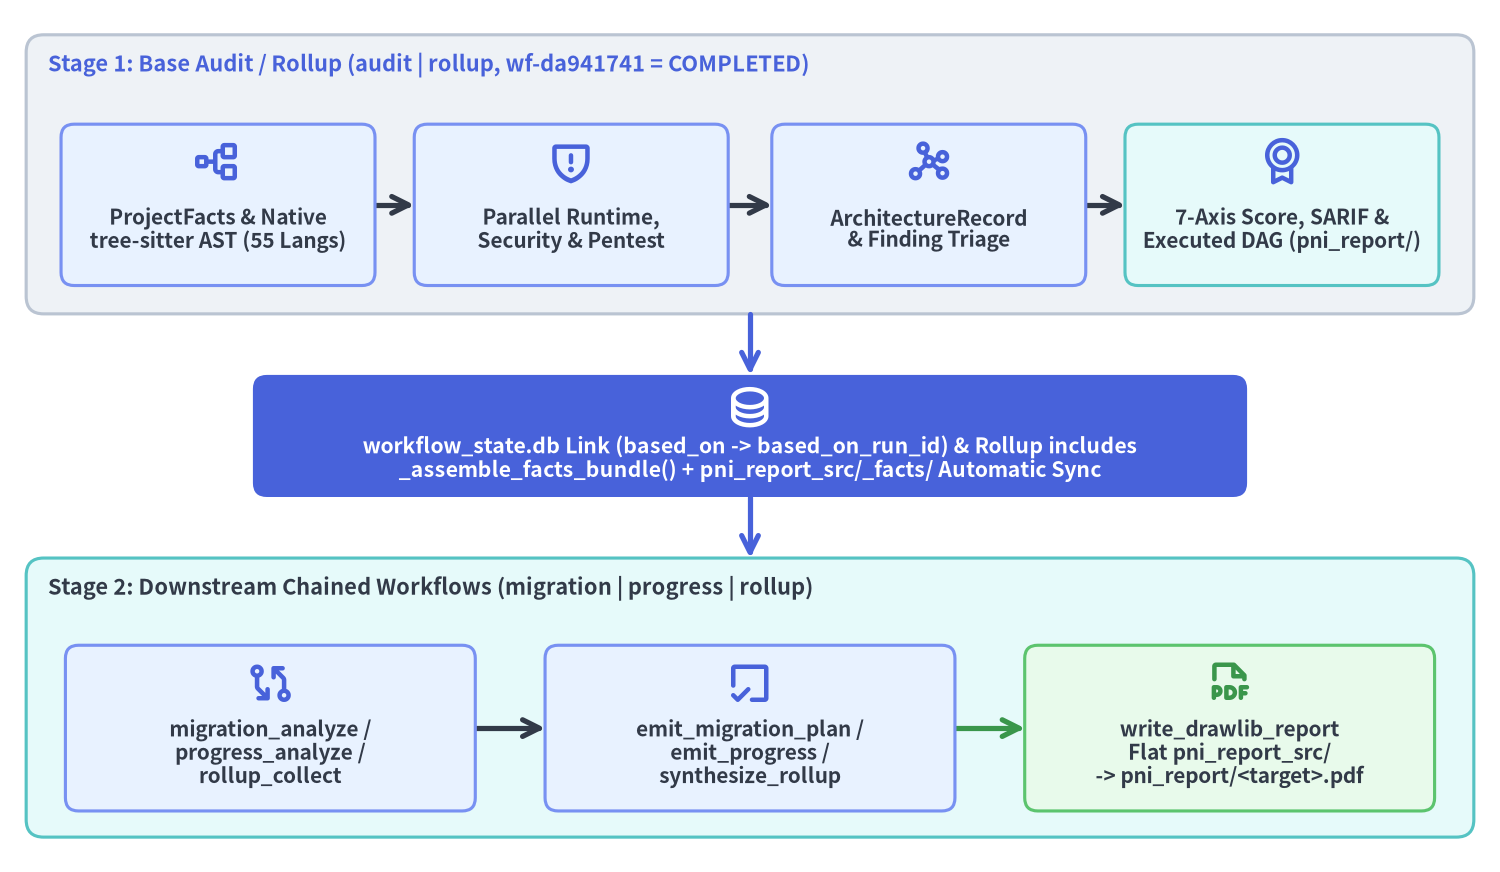 Stage 1: Base Audit / Rollup (audit | rollup, wf-da941741 = COMPLETED)
ProjectFacts & Native
tree-sitter AST (55 Langs)
Parallel Runtime,
Security & Pentest
ArchitectureRecord
& Finding Triage
7-Axis Score, SARIF &
Executed DAG (pni_report/)
workflow_state.db Link (based_on -> based_on_run_id) & Rollup includes
_assemble_facts_bundle() + pni_report_src/_facts/ Automatic Sync
Stage 2: Downstream Chained Workflows (migration | progress | rollup)
migration_analyze /
progress_analyze /
rollup_collect
emit_migration_plan /
emit_progress /
synthesize_rollup
PDF
write_drawlib_report
Flat pni_report_src/
-> pni_report/<target>.pdf